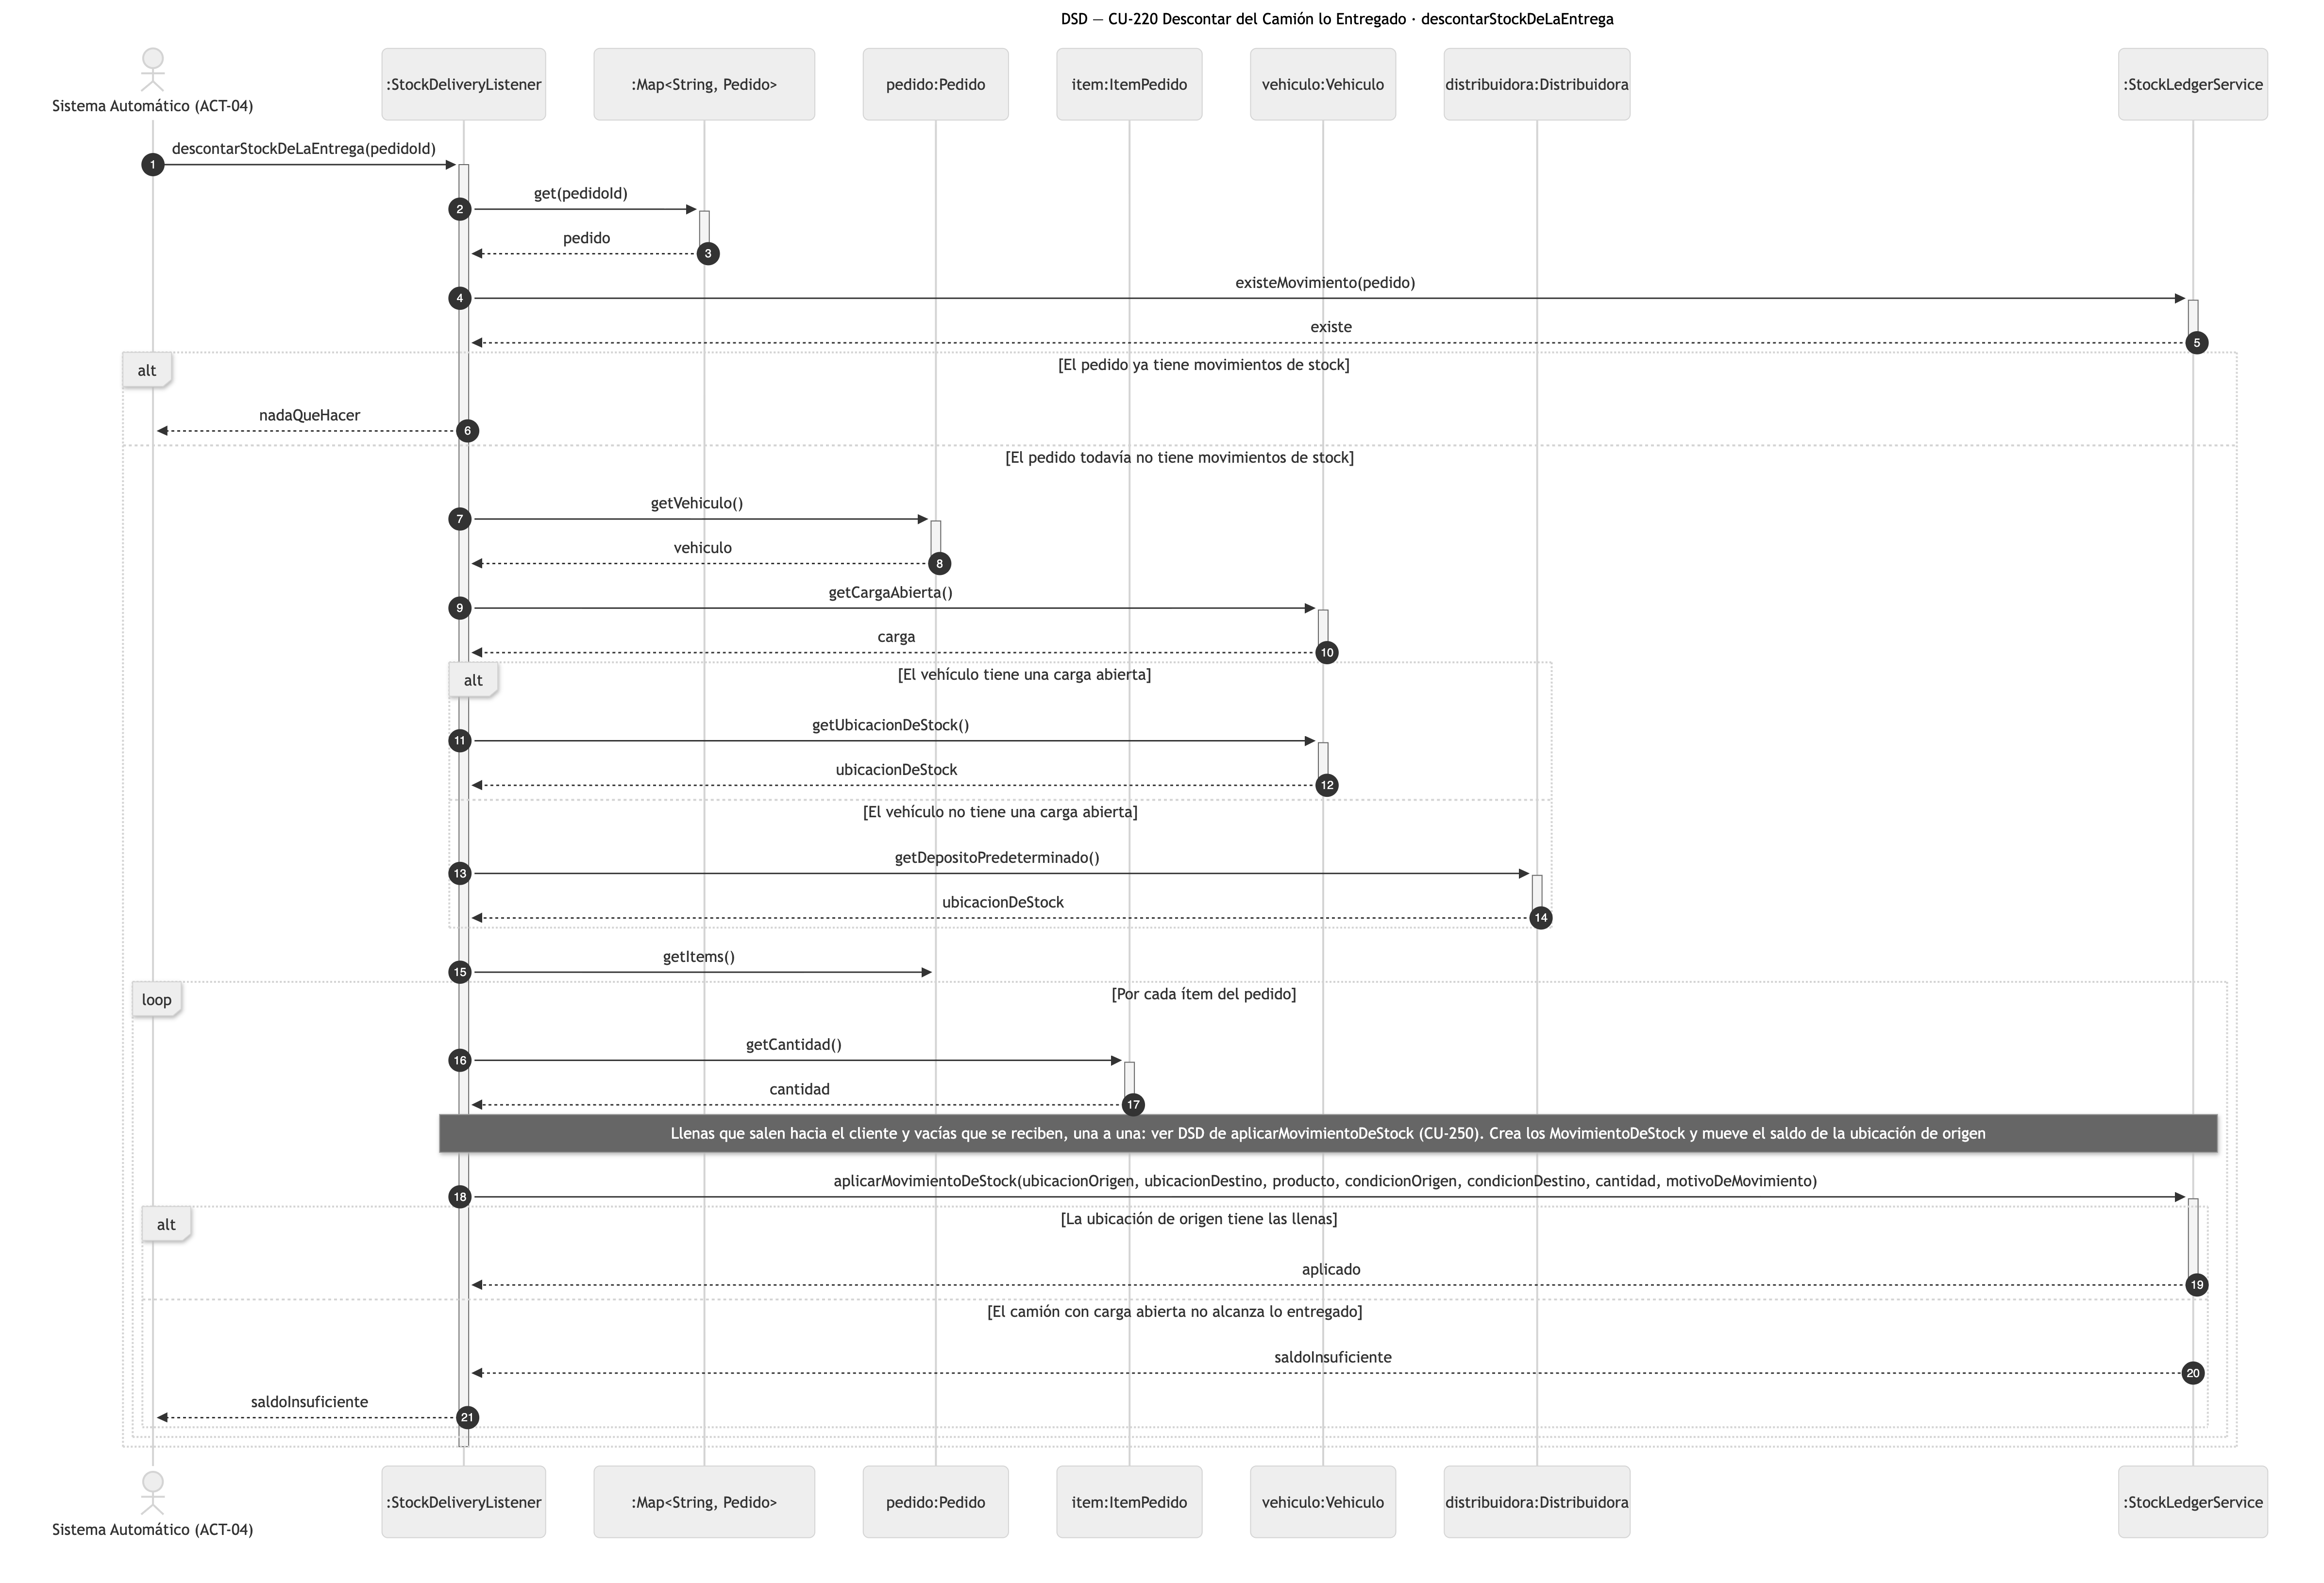 DSD — CU-220 Descontar del Camión lo Entregado · descontarStockDeLaEntrega
Sistema Automático (ACT-04)
:StockDeliveryListener
:Map<String, Pedido>
pedido:Pedido
item:ItemPedido
vehiculo:Vehiculo
distribuidora:Distribuidora
:StockLedgerService
1 descontarStockDeLaEntrega(pedidoId)
2 get(pedidoId)
3 pedido
4 existeMovimiento(pedido)
5 existe
alt [El pedido ya tiene movimientos de stock]
6 nadaQueHacer
[El pedido todavía no tiene movimientos de stock]
7 getVehiculo()
8 vehiculo
9 getCargaAbierta()
10 carga
alt [El vehículo tiene una carga abierta]
11 getUbicacionDeStock()
12 ubicacionDeStock
[El vehículo no tiene una carga abierta]
13 getDepositoPredeterminado()
14 ubicacionDeStock
15 getItems()
loop [Por cada ítem del pedido]
16 getCantidad()
17 cantidad
Llenas que salen hacia el cliente y vacías que se reciben, una a una: ver DSD de aplicarMovimientoDeStock (CU-250). Crea los MovimientoDeStock y mueve el saldo de la ubicación de origen
18 aplicarMovimientoDeStock(ubicacionOrigen, ubicacionDestino, producto, condicionOrigen, condicionDestino, cantidad, motivoDeMovimiento)
alt [La ubicación de origen tiene las llenas]
19 aplicado
[El camión con carga abierta no alcanza lo entregado]
20 saldoInsuficiente
21 saldoInsuficiente
Sistema Automático (ACT-04)
:StockDeliveryListener
:Map<String, Pedido>
pedido:Pedido
item:ItemPedido
vehiculo:Vehiculo
distribuidora:Distribuidora
:StockLedgerService